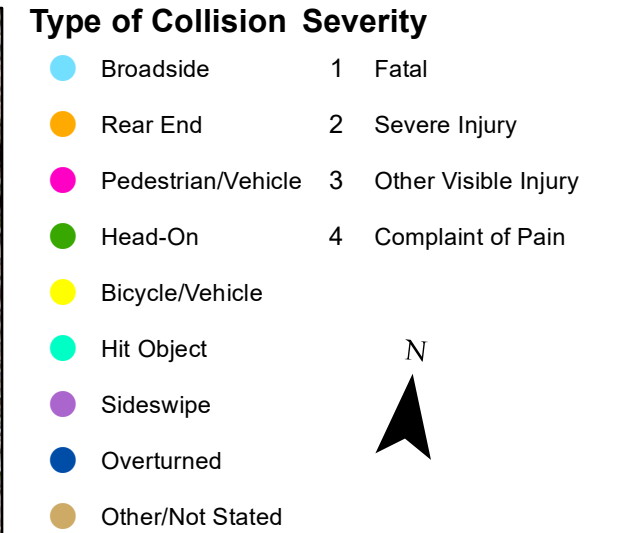 Type of Collision Severity
Broadside 1 Fatal
Rear End 2 Severe Injury
Pedestrian/Vehicle 3 Other Visible Injury
Head-On 4 Complaint of Pain
Bicycle/Vehicle
Hit Object
N
Sideswipe
Overturned
Other/Not Stated